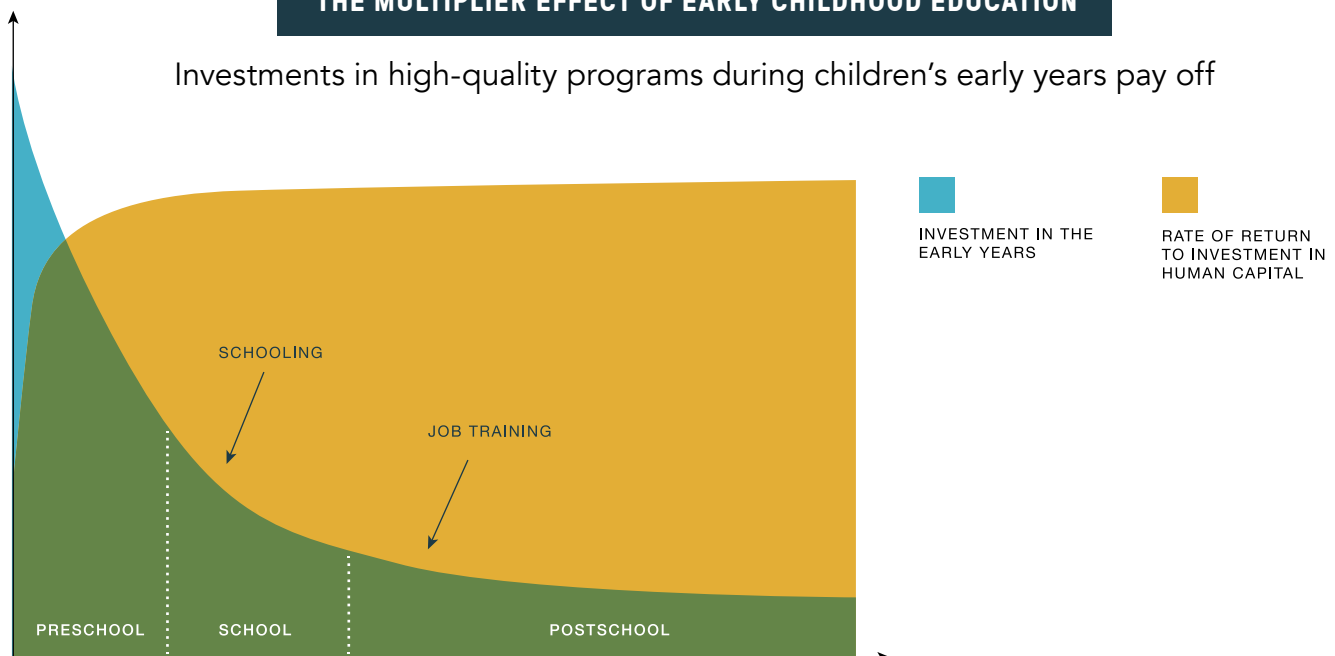 THE MULTIPLIER EFFECT OF EARLY CHILDHOOD EDUCATION
Investments in high-quality programs during children’s early years pay off
INVESTMENT IN THE
EARLY YEARS
RATE OF RETURN
TO INVESTMENT IN
HUMAN CAPITAL
SCHOOLING
JOB TRAINING
PRESCHOOL
SCHOOL
POSTSCHOOL